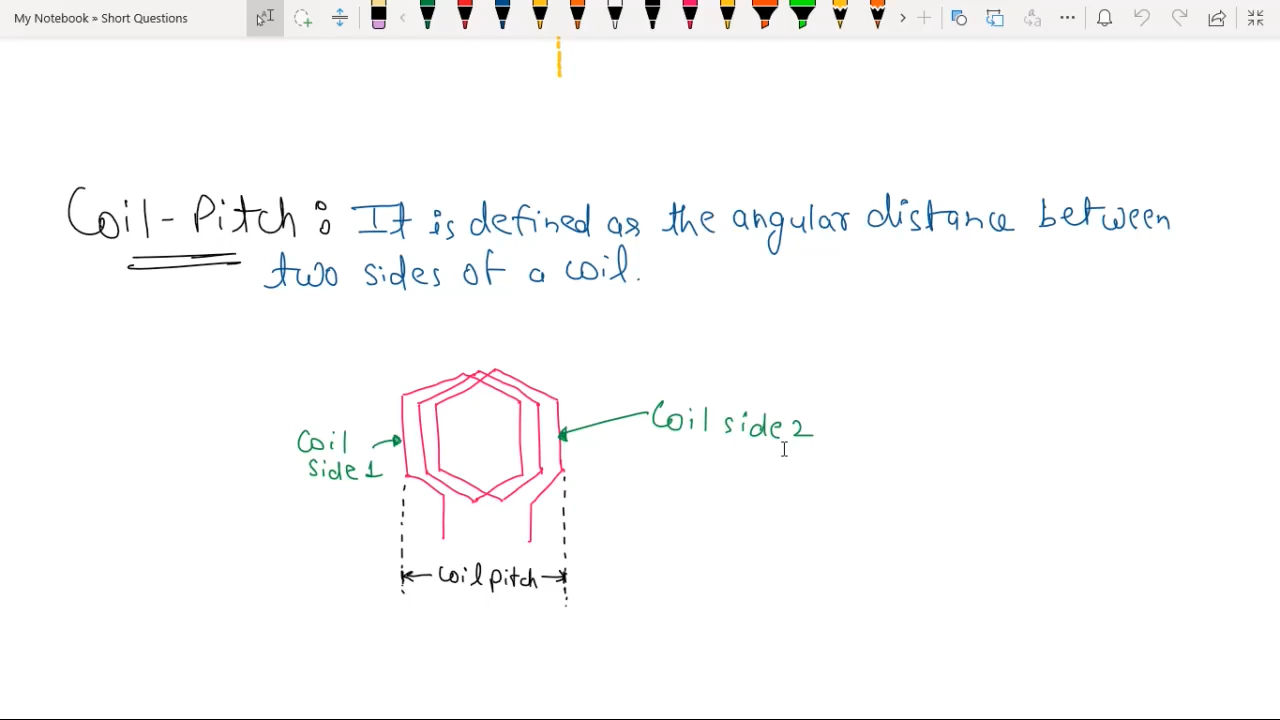 My Notebook » Short Questions
Coil-Pitch : It is defined as the angular distance between
two sides of a coil.
Coil
side 1
Coil side 2
Coil pitch